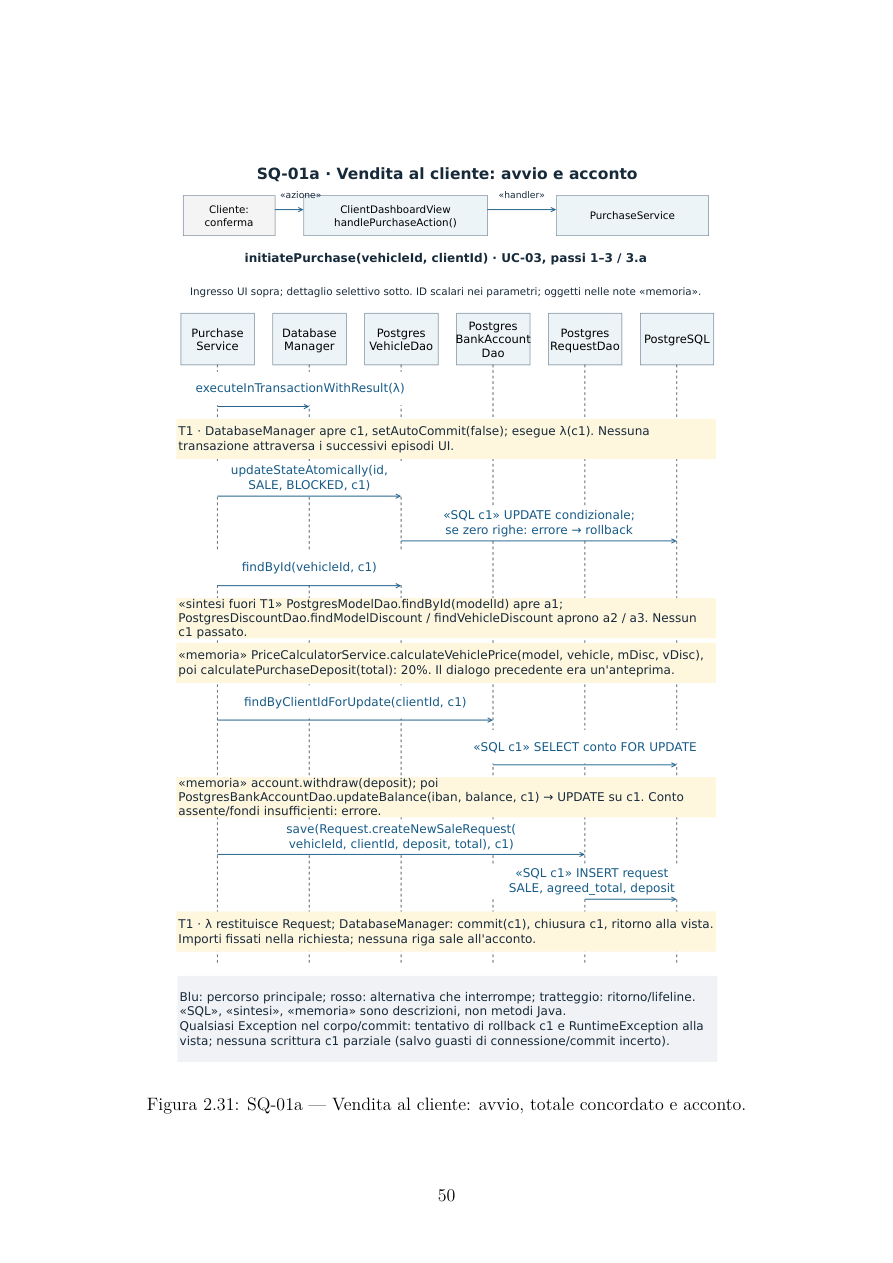 SQ-01a · Vendita al cliente: avvio e acconto
«azione»
«handler»
Cliente:
conferma
ClientDashboardView
handlePurchaseAction()
PurchaseService
initiatePurchase(vehicleId, clientId) · UC-03, passi 1–3 / 3.a
Ingresso UI sopra; dettaglio selettivo sotto. ID scalari nei parametri; oggetti nelle note «memoria».
Purchase
Service
Database
Manager
Postgres
VehicleDao
Postgres
BankAccount
Dao
Postgres
RequestDao
PostgreSQL
executeInTransactionWithResult(λ)
T1 · DatabaseManager apre c1, setAutoCommit(false); esegue λ(c1). Nessuna
transazione attraversa i successivi episodi UI.
updateStateAtomically(id,
SALE, BLOCKED, c1)
«SQL c1» UPDATE condizionale;
se zero righe: errore → rollback
findById(vehicleId, c1)
«sintesi fuori T1» PostgresModelDao.findById(modelId) apre a1;
PostgresDiscountDao.findModelDiscount / findVehicleDiscount aprono a2 / a3. Nessun
c1 passato.
«memoria» PriceCalculatorService.calculateVehiclePrice(model, vehicle, mDisc, vDisc),
poi calculatePurchaseDeposit(total): 20%. Il dialogo precedente era un'anteprima.
findByClientIdForUpdate(clientId, c1)
«SQL c1» SELECT conto FOR UPDATE
«memoria» account.withdraw(deposit); poi
PostgresBankAccountDao.updateBalance(iban, balance, c1) → UPDATE su c1. Conto
assente/fondi insufficienti: errore.
save(Request.createNewSaleRequest(
vehicleId, clientId, deposit, total), c1)
«SQL c1» INSERT request
SALE, agreed_total, deposit
T1 · λ restituisce Request; DatabaseManager: commit(c1), chiusura c1, ritorno alla vista.
Importi fissati nella richiesta; nessuna riga sale all'acconto.
Blu: percorso principale; rosso: alternativa che interrompe; tratteggio: ritorno/lifeline.
«SQL», «sintesi», «memoria» sono descrizioni, non metodi Java.
Qualsiasi Exception nel corpo/commit: tentativo di rollback c1 e RuntimeException alla
vista; nessuna scrittura c1 parziale (salvo guasti di connessione/commit incerto).
Figura 2.31: SQ-01a — Vendita al cliente: avvio, totale concordato e acconto.
50